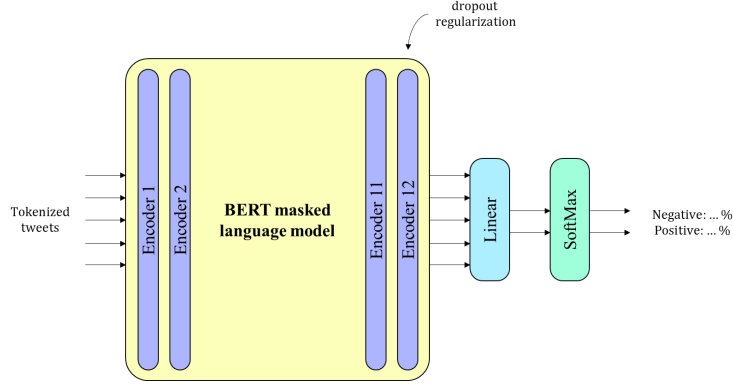 dropout
regularization
Tokenized
tweets
Encoder 1
Encoder 2
BERT masked
language model
Encoder 11
Encoder 12
Linear
SoftMax
Negative: ... %
Positive: ... %